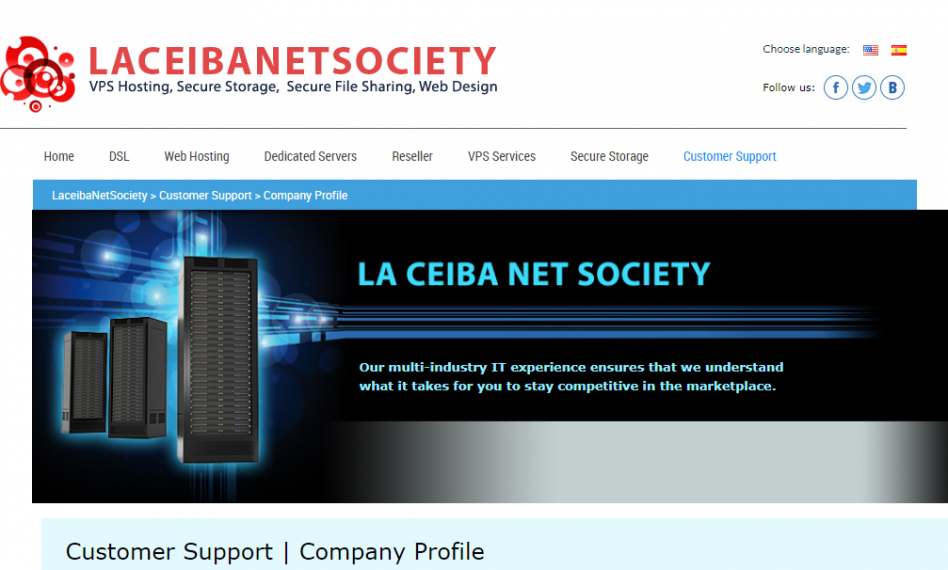 LACEIBANETSOCIETY
VPS Hosting, Secure Storage, Secure File Sharing, Web Design
Choose language:
Follow us: f B
Home DSL Web Hosting Dedicated Servers Reseller VPS Services Secure Storage Customer Support
LaceibaNetSociety > Customer Support > Company Profile
LA CEIBA NET SOCIETY
Our multi-industry IT experience ensures that we understand
what it takes for you to stay competitive in the marketplace.
Customer Support | Company Profile